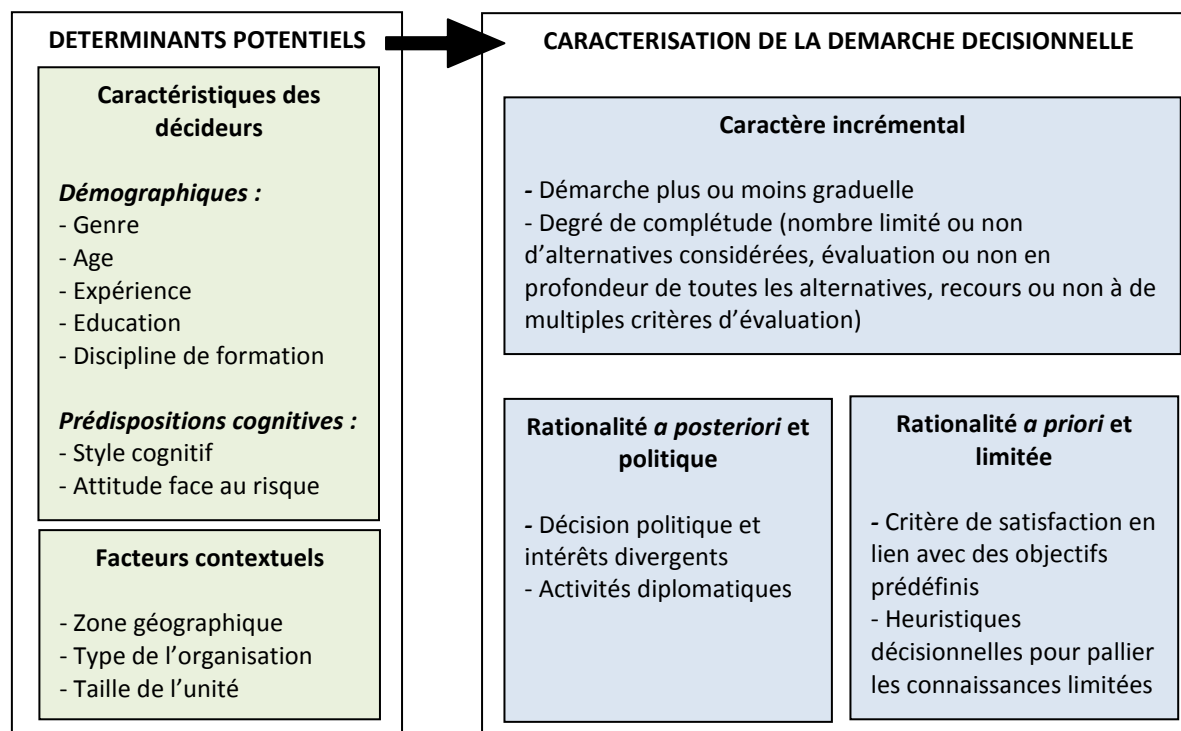 DETERMINANTS POTENTIELS
Caractéristiques des
décideurs
Démographiques :
- Genre
- Age
- Expérience
- Education
- Discipline de formation
Prédispositions cognitives :
- Style cognitif
- Attitude face au risque
Facteurs contextuels
- Zone géographique
- Type de l’organisation
- Taille de l’unité
CARACTERISATION DE LA DEMARCHE DECISIONNELLE
Caractère incrémental
- Démarche plus ou moins graduelle
- Degré de complétude (nombre limité ou non
d’alternatives considérées, évaluation ou non en
profondeur de toutes les alternatives, recours ou non à de
multiples critères d’évaluation)
Rationalité a posteriori et
politique
- Décision politique et
intérêts divergents
- Activités diplomatiques
Rationalité a priori et
limitée
- Critère de satisfaction en
lien avec des objectifs
prédéfinis
- Heuristiques
décisionnelles pour pallier
les connaissances limitées